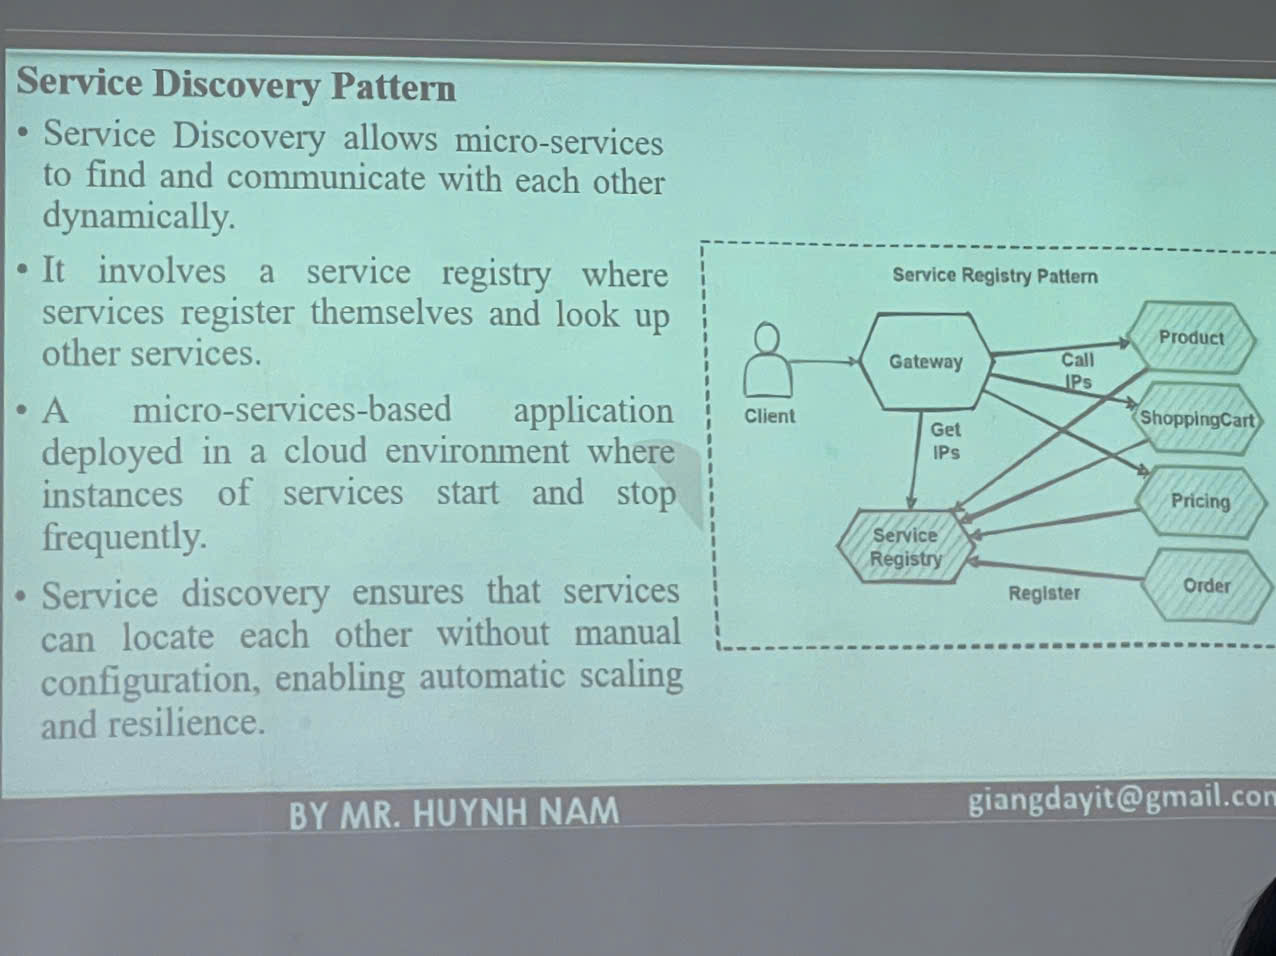 Service Discovery Pattern
• Service Discovery allows micro-services
to find and communicate with each other
dynamically.
• It involves a service registry where
services register themselves and look up
other services.
• A micro-services-based application
deployed in a cloud environment where
instances of services start and stop
frequently.
• Service discovery ensures that services
can locate each other without manual
configuration, enabling automatic scaling
and resilience.
Service Registry Pattern
Client
Gateway
Call
IPs
Get
IPs
Product
ShoppingCart
Pricing
Order
Service
Registry
Register
BY MR. HUYNH NAM
giangdayit@gmail.com